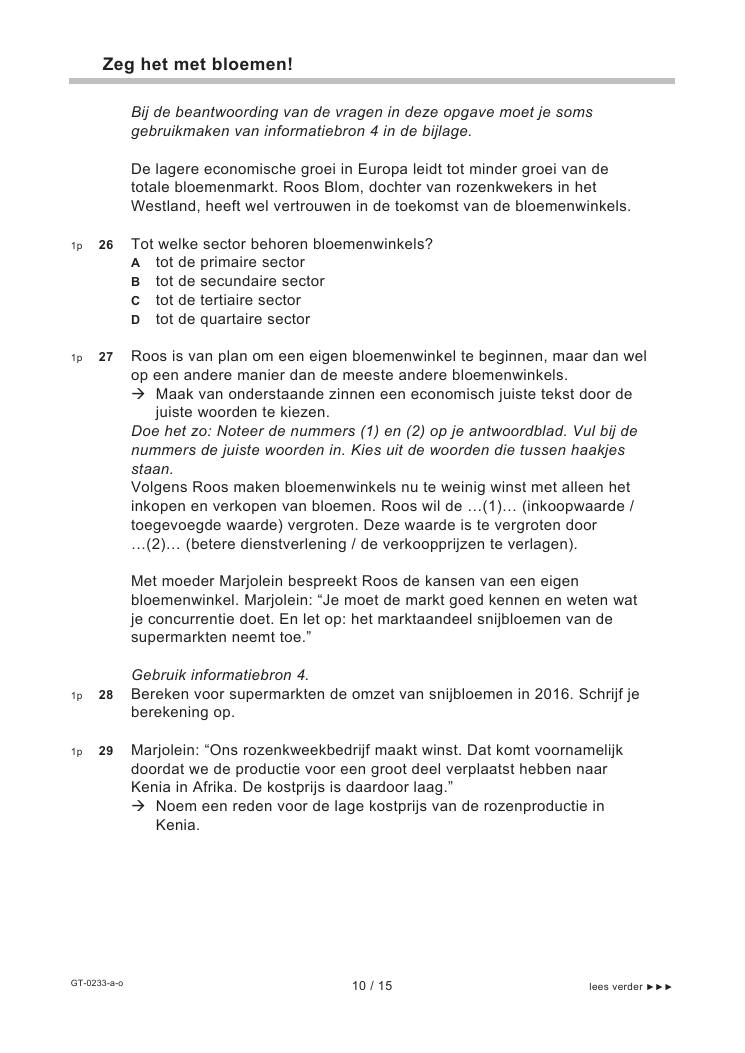 Zeg het met bloemen!
Bij de beantwoording van de vragen in deze opgave moet je soms
gebruikmaken van informatiebron 4 in de bijlage.
De lagere economische groei in Europa leidt tot minder groei van de
totale bloemenmarkt. Roos Blom, dochter van rozenkwekers in het
Westland, heeft wel vertrouwen in de toekomst van de bloemenwinkels.
1p 26 Tot welke sector behoren bloemenwinkels?
A tot de primaire sector
B tot de secundaire sector
C tot de tertiaire sector
D tot de quartaire sector
1p 27 Roos is van plan om een eigen bloemenwinkel te beginnen, maar dan wel
op een andere manier dan de meeste andere bloemenwinkels.
→ Maak van onderstaande zinnen een economisch juiste tekst door de
juiste woorden te kiezen.
Doe het zo: Noteer de nummers (1) en (2) op je antwoordblad. Vul bij de
nummers de juiste woorden in. Kies uit de woorden die tussen haakjes
staan.
Volgens Roos maken bloemenwinkels nu te weinig winst met alleen het
inkopen en verkopen van bloemen. Roos wil de …(1)… (inkoopwaarde /
toegevoegde waarde) vergroten. Deze waarde is te vergroten door
…(2)… (betere dienstverlening / de verkoopprijzen te verlagen).
Met moeder Marjolein bespreekt Roos de kansen van een eigen
bloemenwinkel. Marjolein: “Je moet de markt goed kennen en weten wat
je concurrentie doet. En let op: het marktaandeel snijbloemen van de
supermarkten neemt toe.”
Gebruik informatiebron 4.
1p 28 Bereken voor supermarkten de omzet van snijbloemen in 2016. Schrijf je
berekening op.
1p 29 Marjolein: “Ons rozenkweekbedrijf maakt winst. Dat komt voornamelijk
doordat we de productie voor een groot deel verplaatst hebben naar
Kenia in Afrika. De kostprijs is daardoor laag.”
→ Noem een reden voor de lage kostprijs van de rozenproductie in
Kenia.
GT-0233-a-o 10 / 15 lees verder ►►►